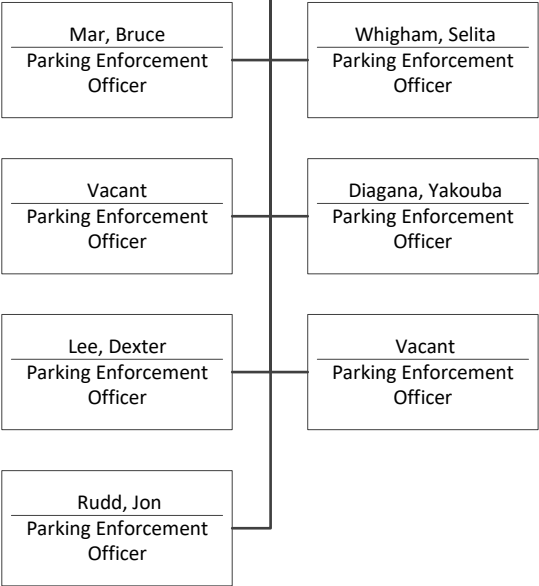 Mar, Bruce
Parking Enforcement
Officer
Whigham, Selita
Parking Enforcement
Officer
Vacant
Parking Enforcement
Officer
Diagana, Yakouba
Parking Enforcement
Officer
Lee, Dexter
Parking Enforcement
Officer
Vacant
Parking Enforcement
Officer
Rudd, Jon
Parking Enforcement
Officer